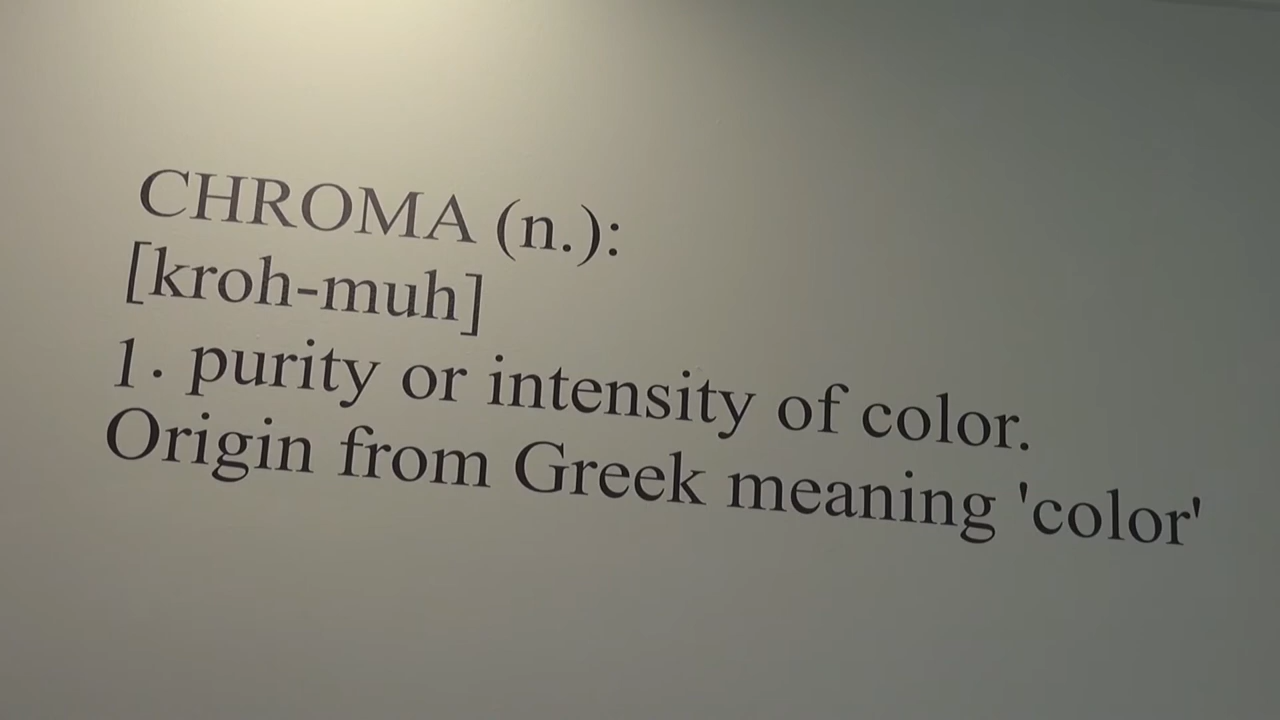 CHROMA (n.):
[kroh-muh]
1. purity or intensity of color.
Origin from Greek meaning 'color'